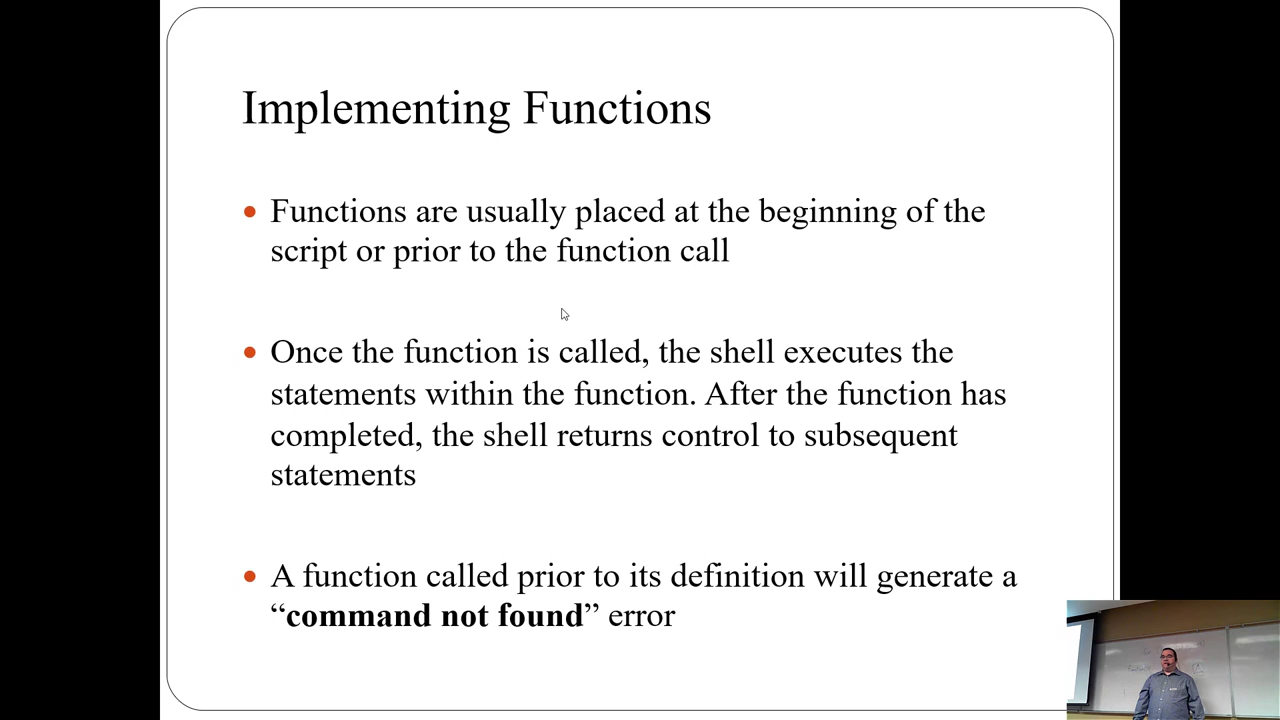 Implementing Functions
Functions are usually placed at the beginning of the
script or prior to the function call
Once the function is called, the shell executes the
statements within the function. After the function has
completed, the shell returns control to subsequent
statements
A function called prior to its definition will generate a
“command not found” error